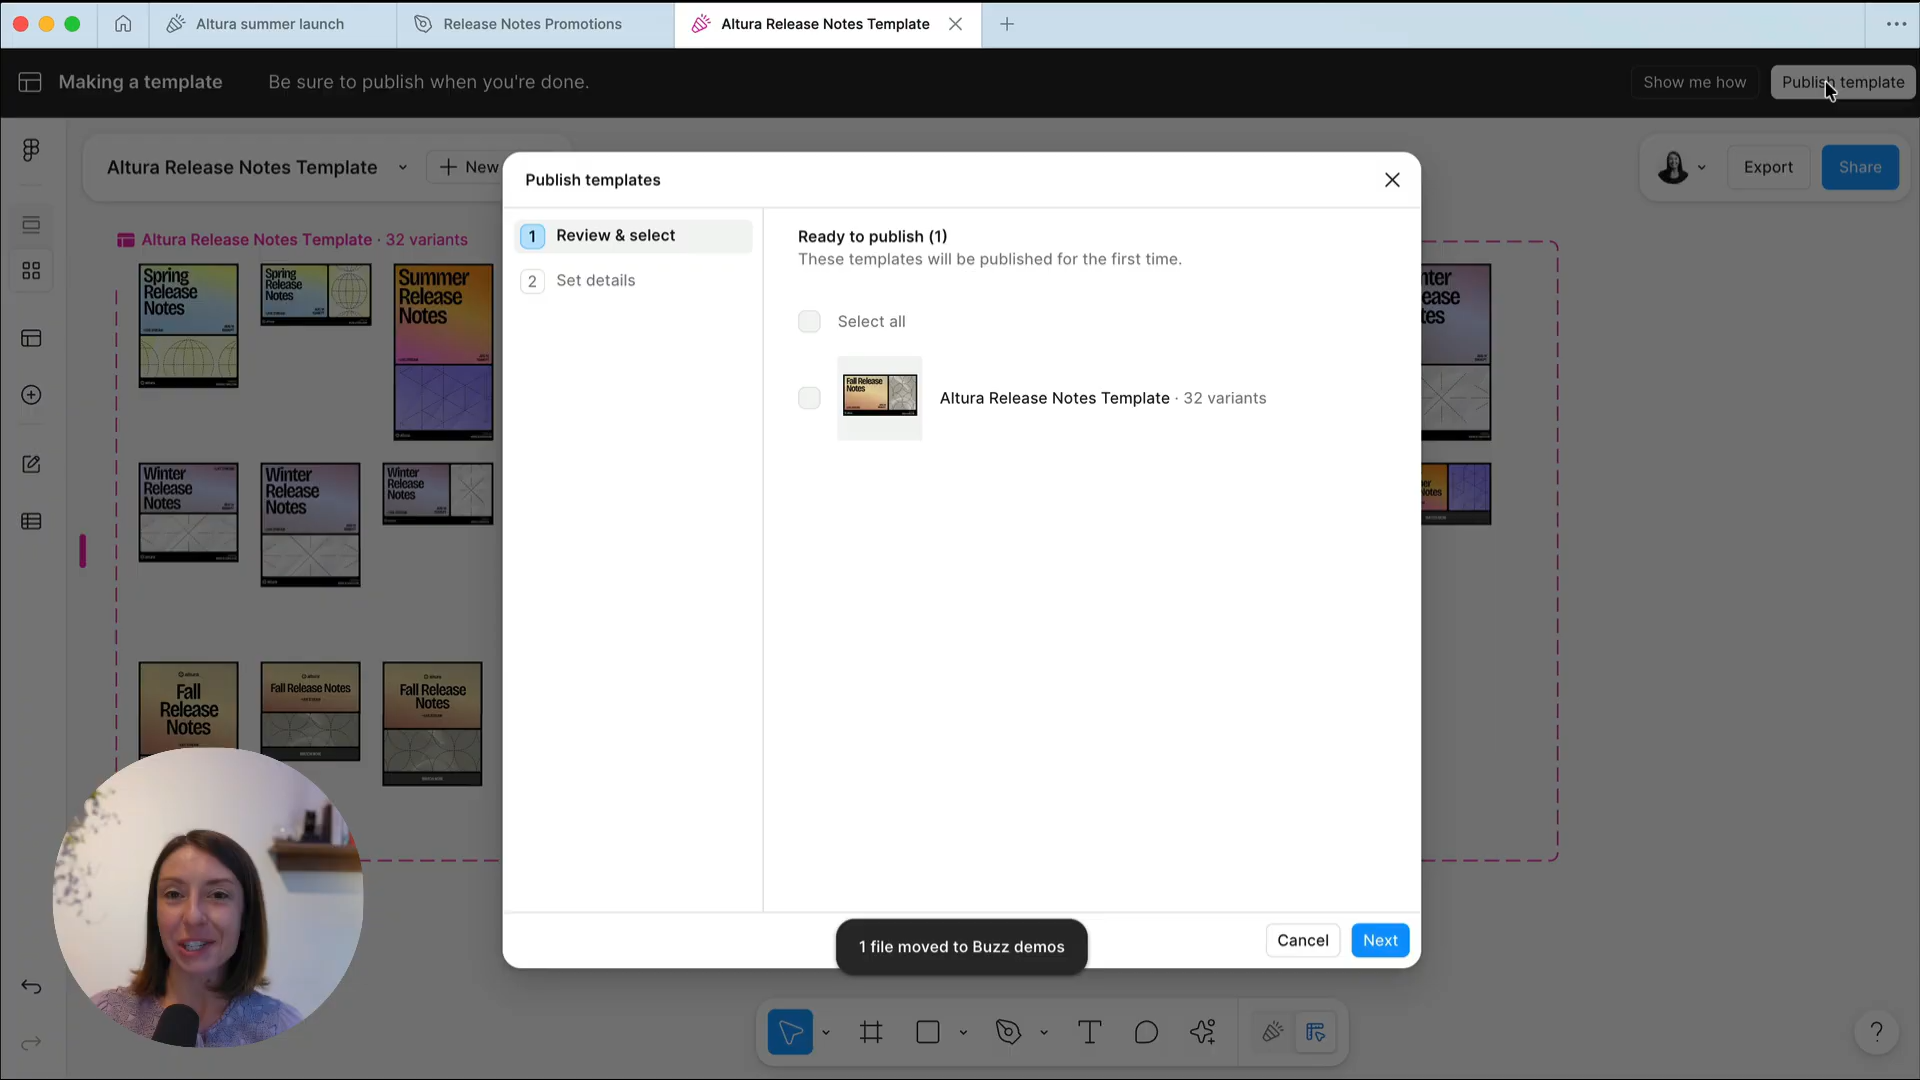 Altura summer launch
Release Notes Promotions
Altura Release Notes Template
Making a template
Be sure to publish when you're done.
Show me how
Publish template
Altura Release Notes Template
New
Export
Share
Altura Release Notes Template · 32 variants
Spring
Release
Notes
Spring
Release
Notes
Summer
Release
Notes
Winter
Release
Notes
Winter
Release
Notes
Winter
Release
Notes
altura
Fall
Release
Notes
Fall Release Notes
Fall Release
Notes
Publish templates
1
Review & select
2
Set details
Ready to publish (1)
These templates will be published for the first time.
Select all
Fall Release
Notes
Altura Release Notes Template · 32 variants
Cancel
Next
1 file moved to Buzz demos
T
?